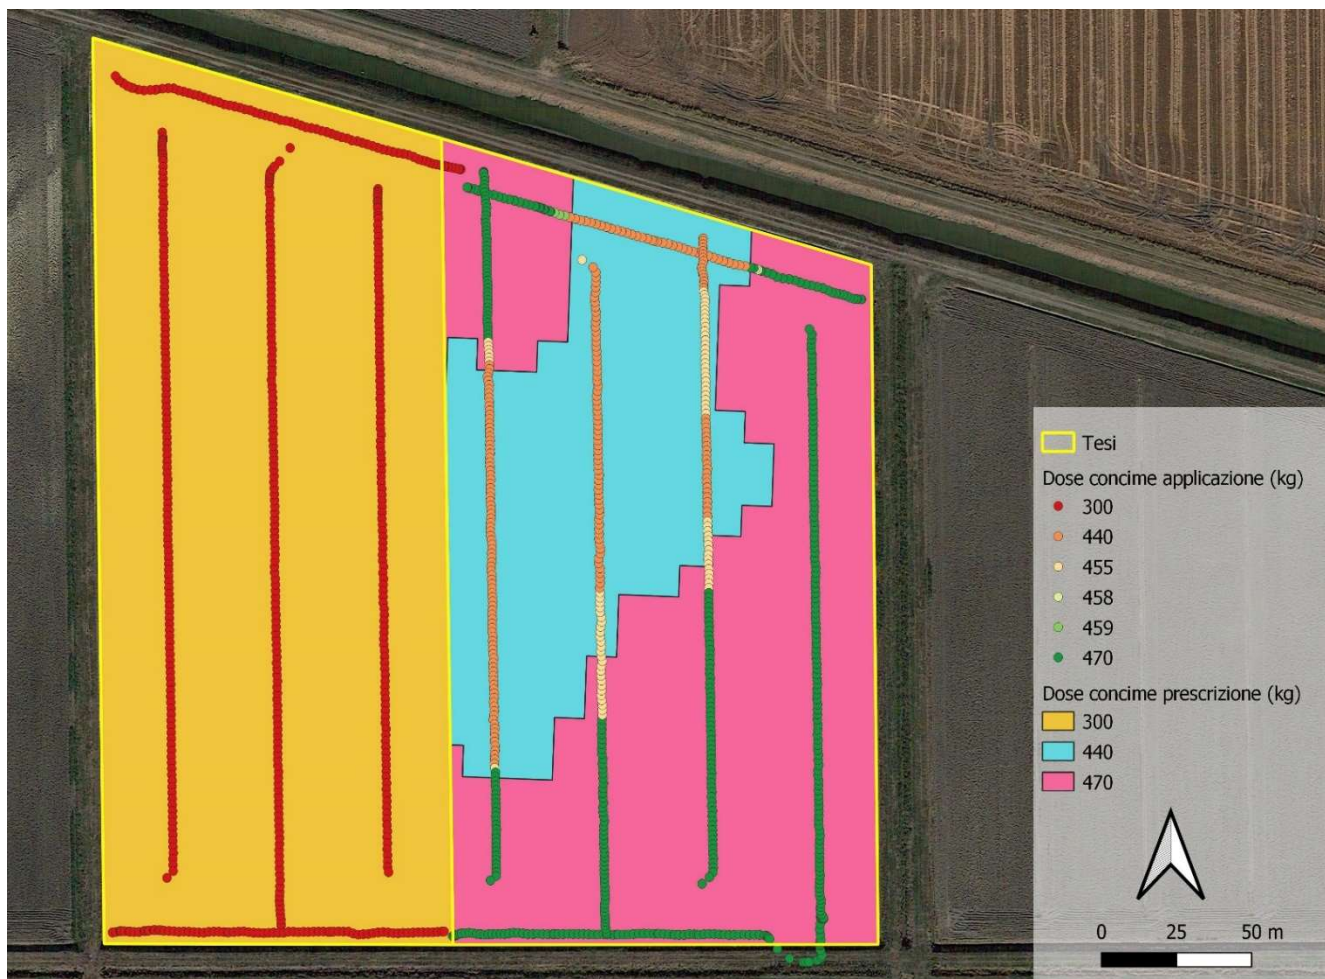 Tesi
Dose concime applicazione (kg)
300
440
455
458
459
470
Dose concime prescrizione (kg)
300
440
470
0 25 50 m